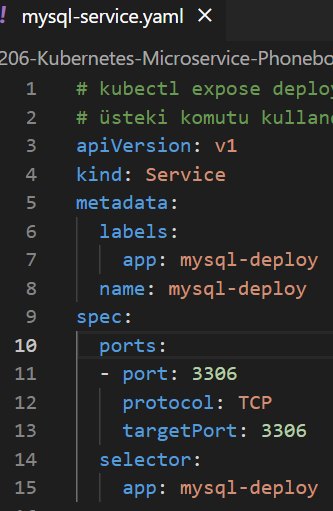 mysql-service.yaml
206-Kubernetes-Microservice-Phonebo
1 # kubectl expose deploy
2 # üsteki komutu kullan
3 apiVersion: v1
4 kind: Service
5 metadata:
6   labels:
7     app: mysql-deploy
8   name: mysql-deploy
9 spec:
10   ports:
11   - port: 3306
12     protocol: TCP
13     targetPort: 3306
14   selector:
15     app: mysql-deploy